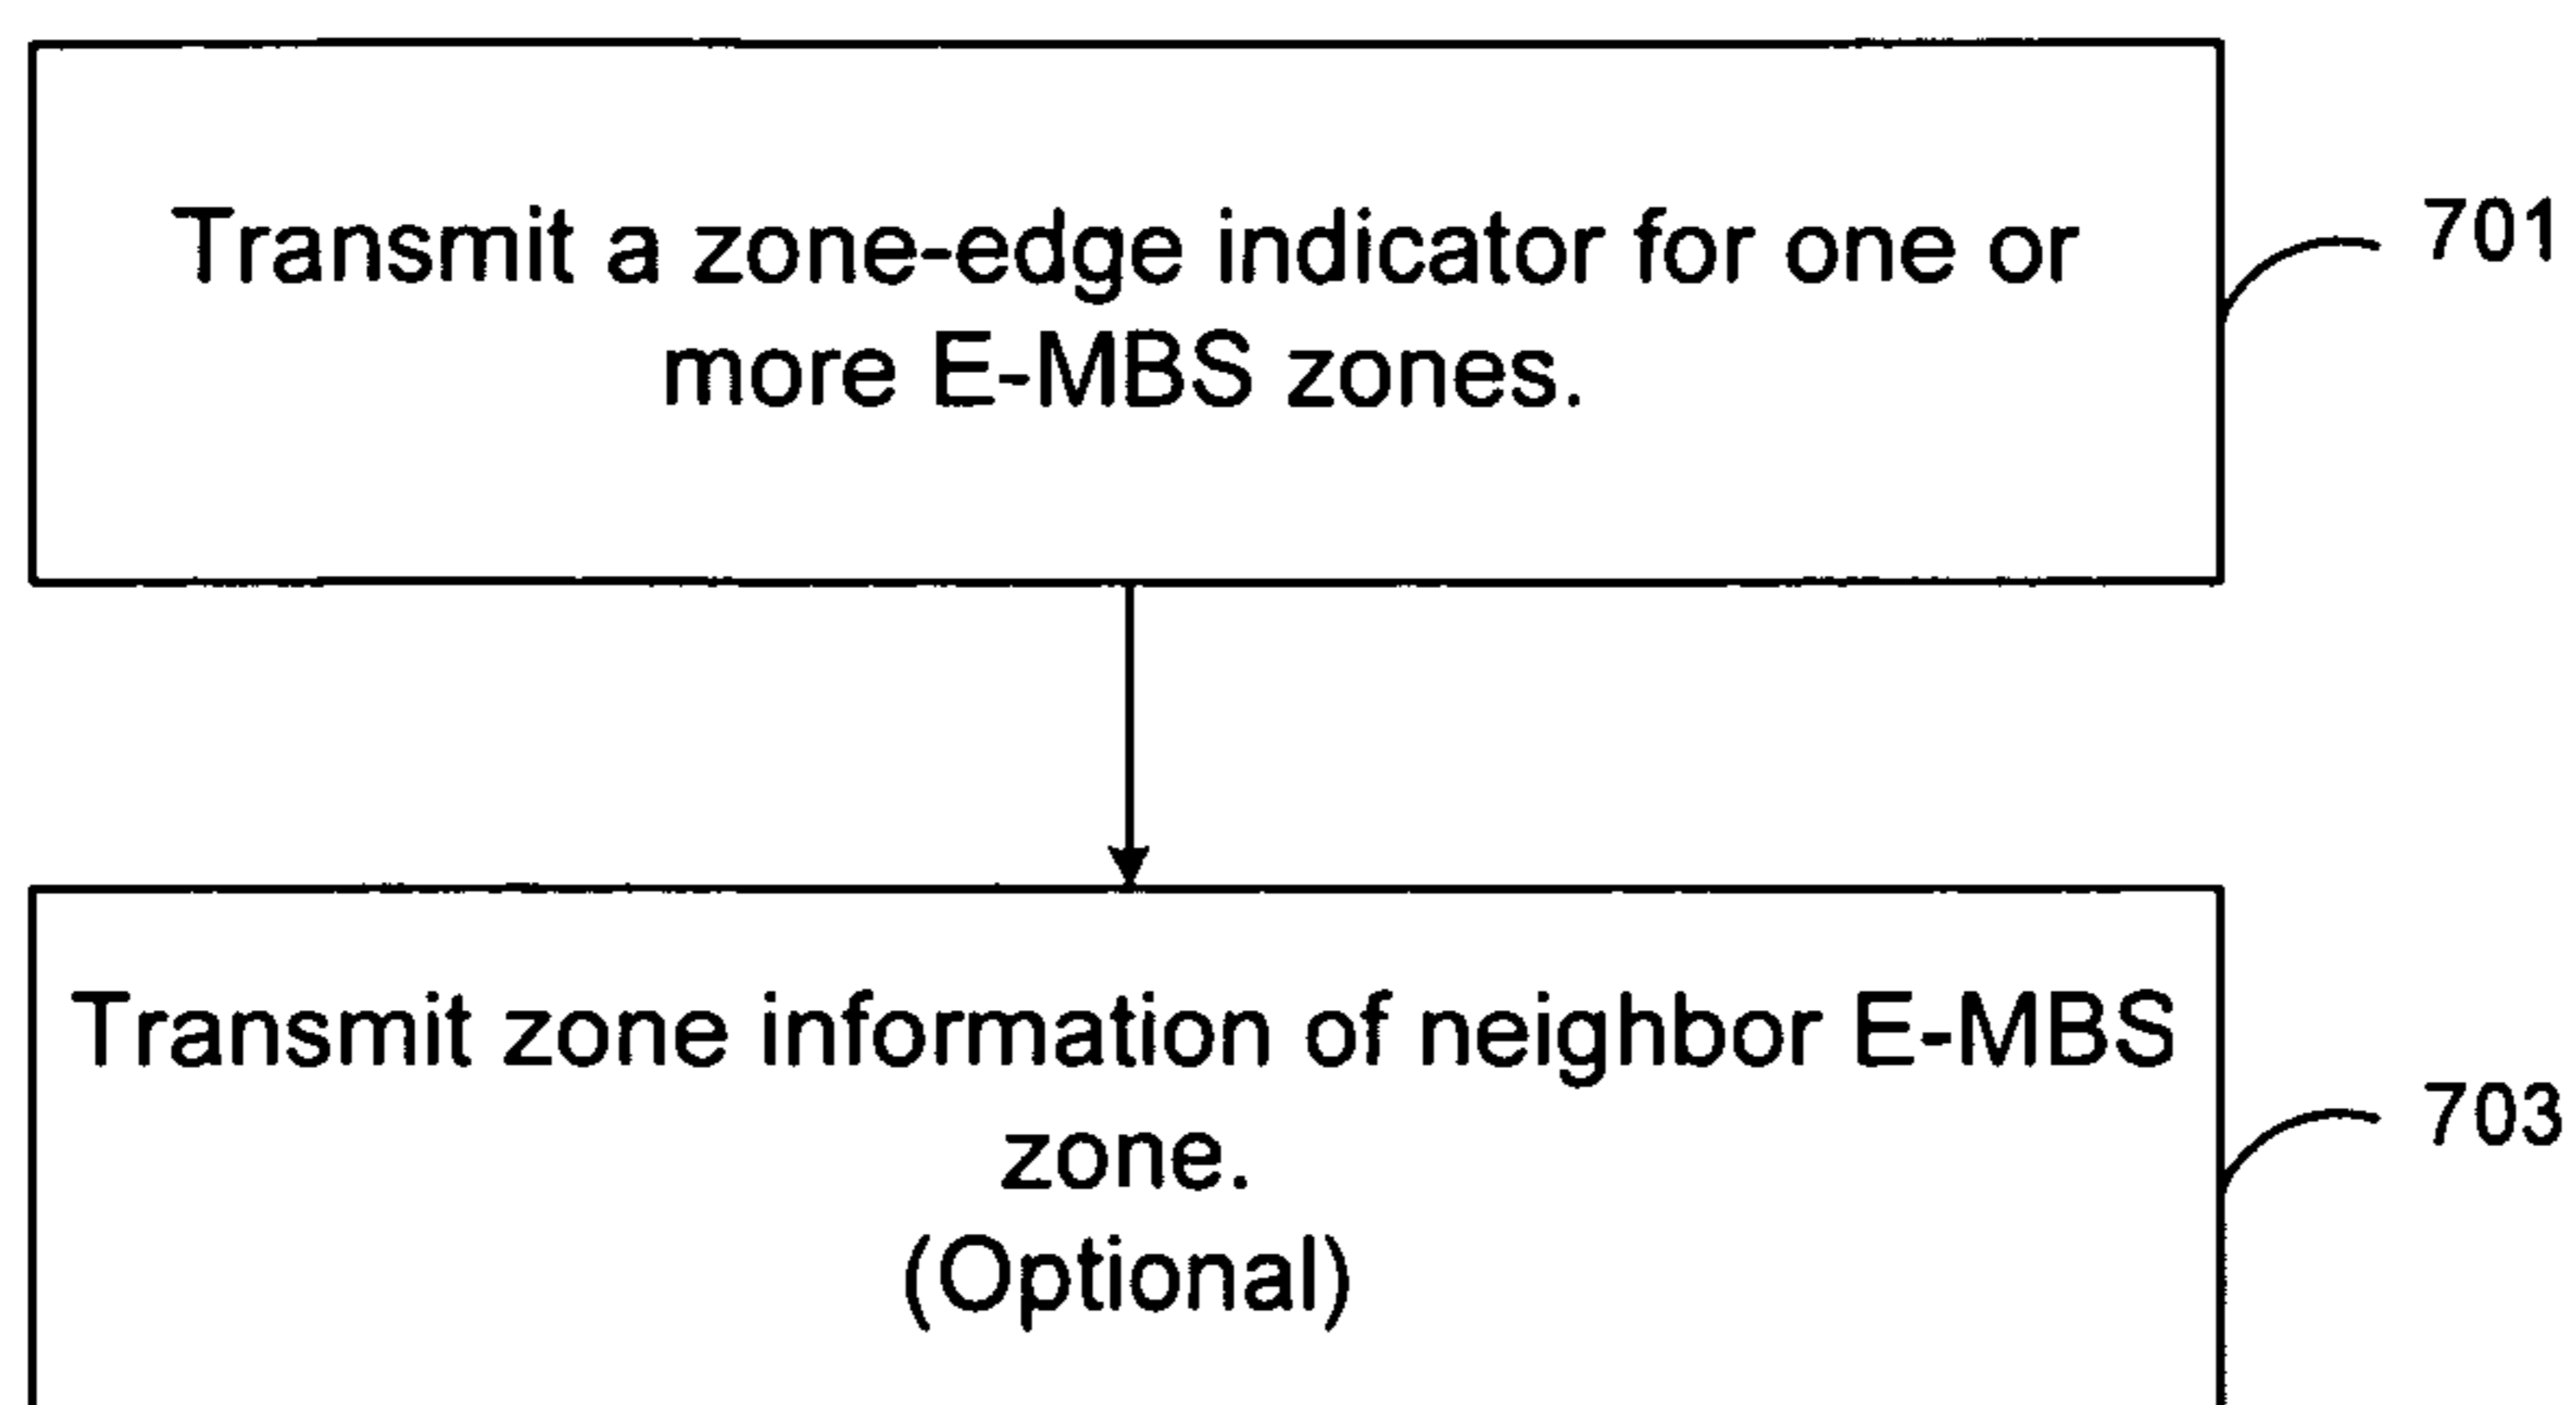 Transmit a zone-edge indicator for one or
more E-MBS zones.
701
Transmit zone information of neighbor E-MBS
zone.
(Optional)
703